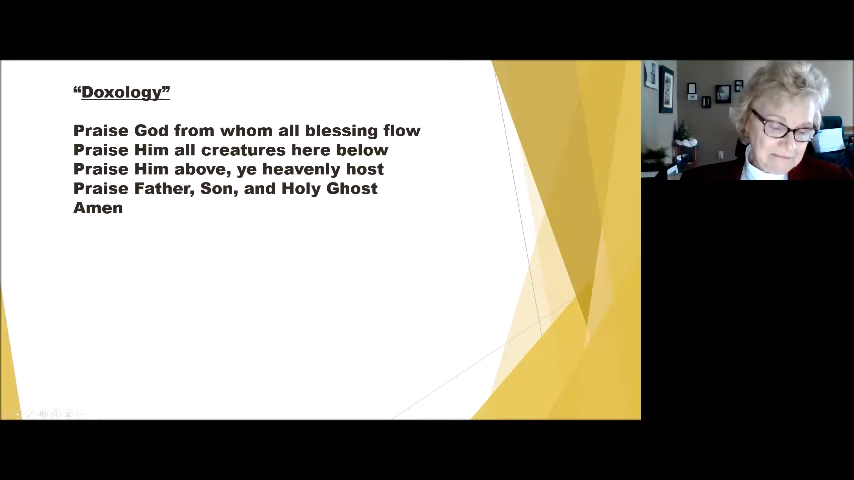 “Doxology”
Praise God from whom all blessing flow
Praise Him all creatures here below
Praise Him above, ye heavenly host
Praise Father, Son, and Holy Ghost
Amen